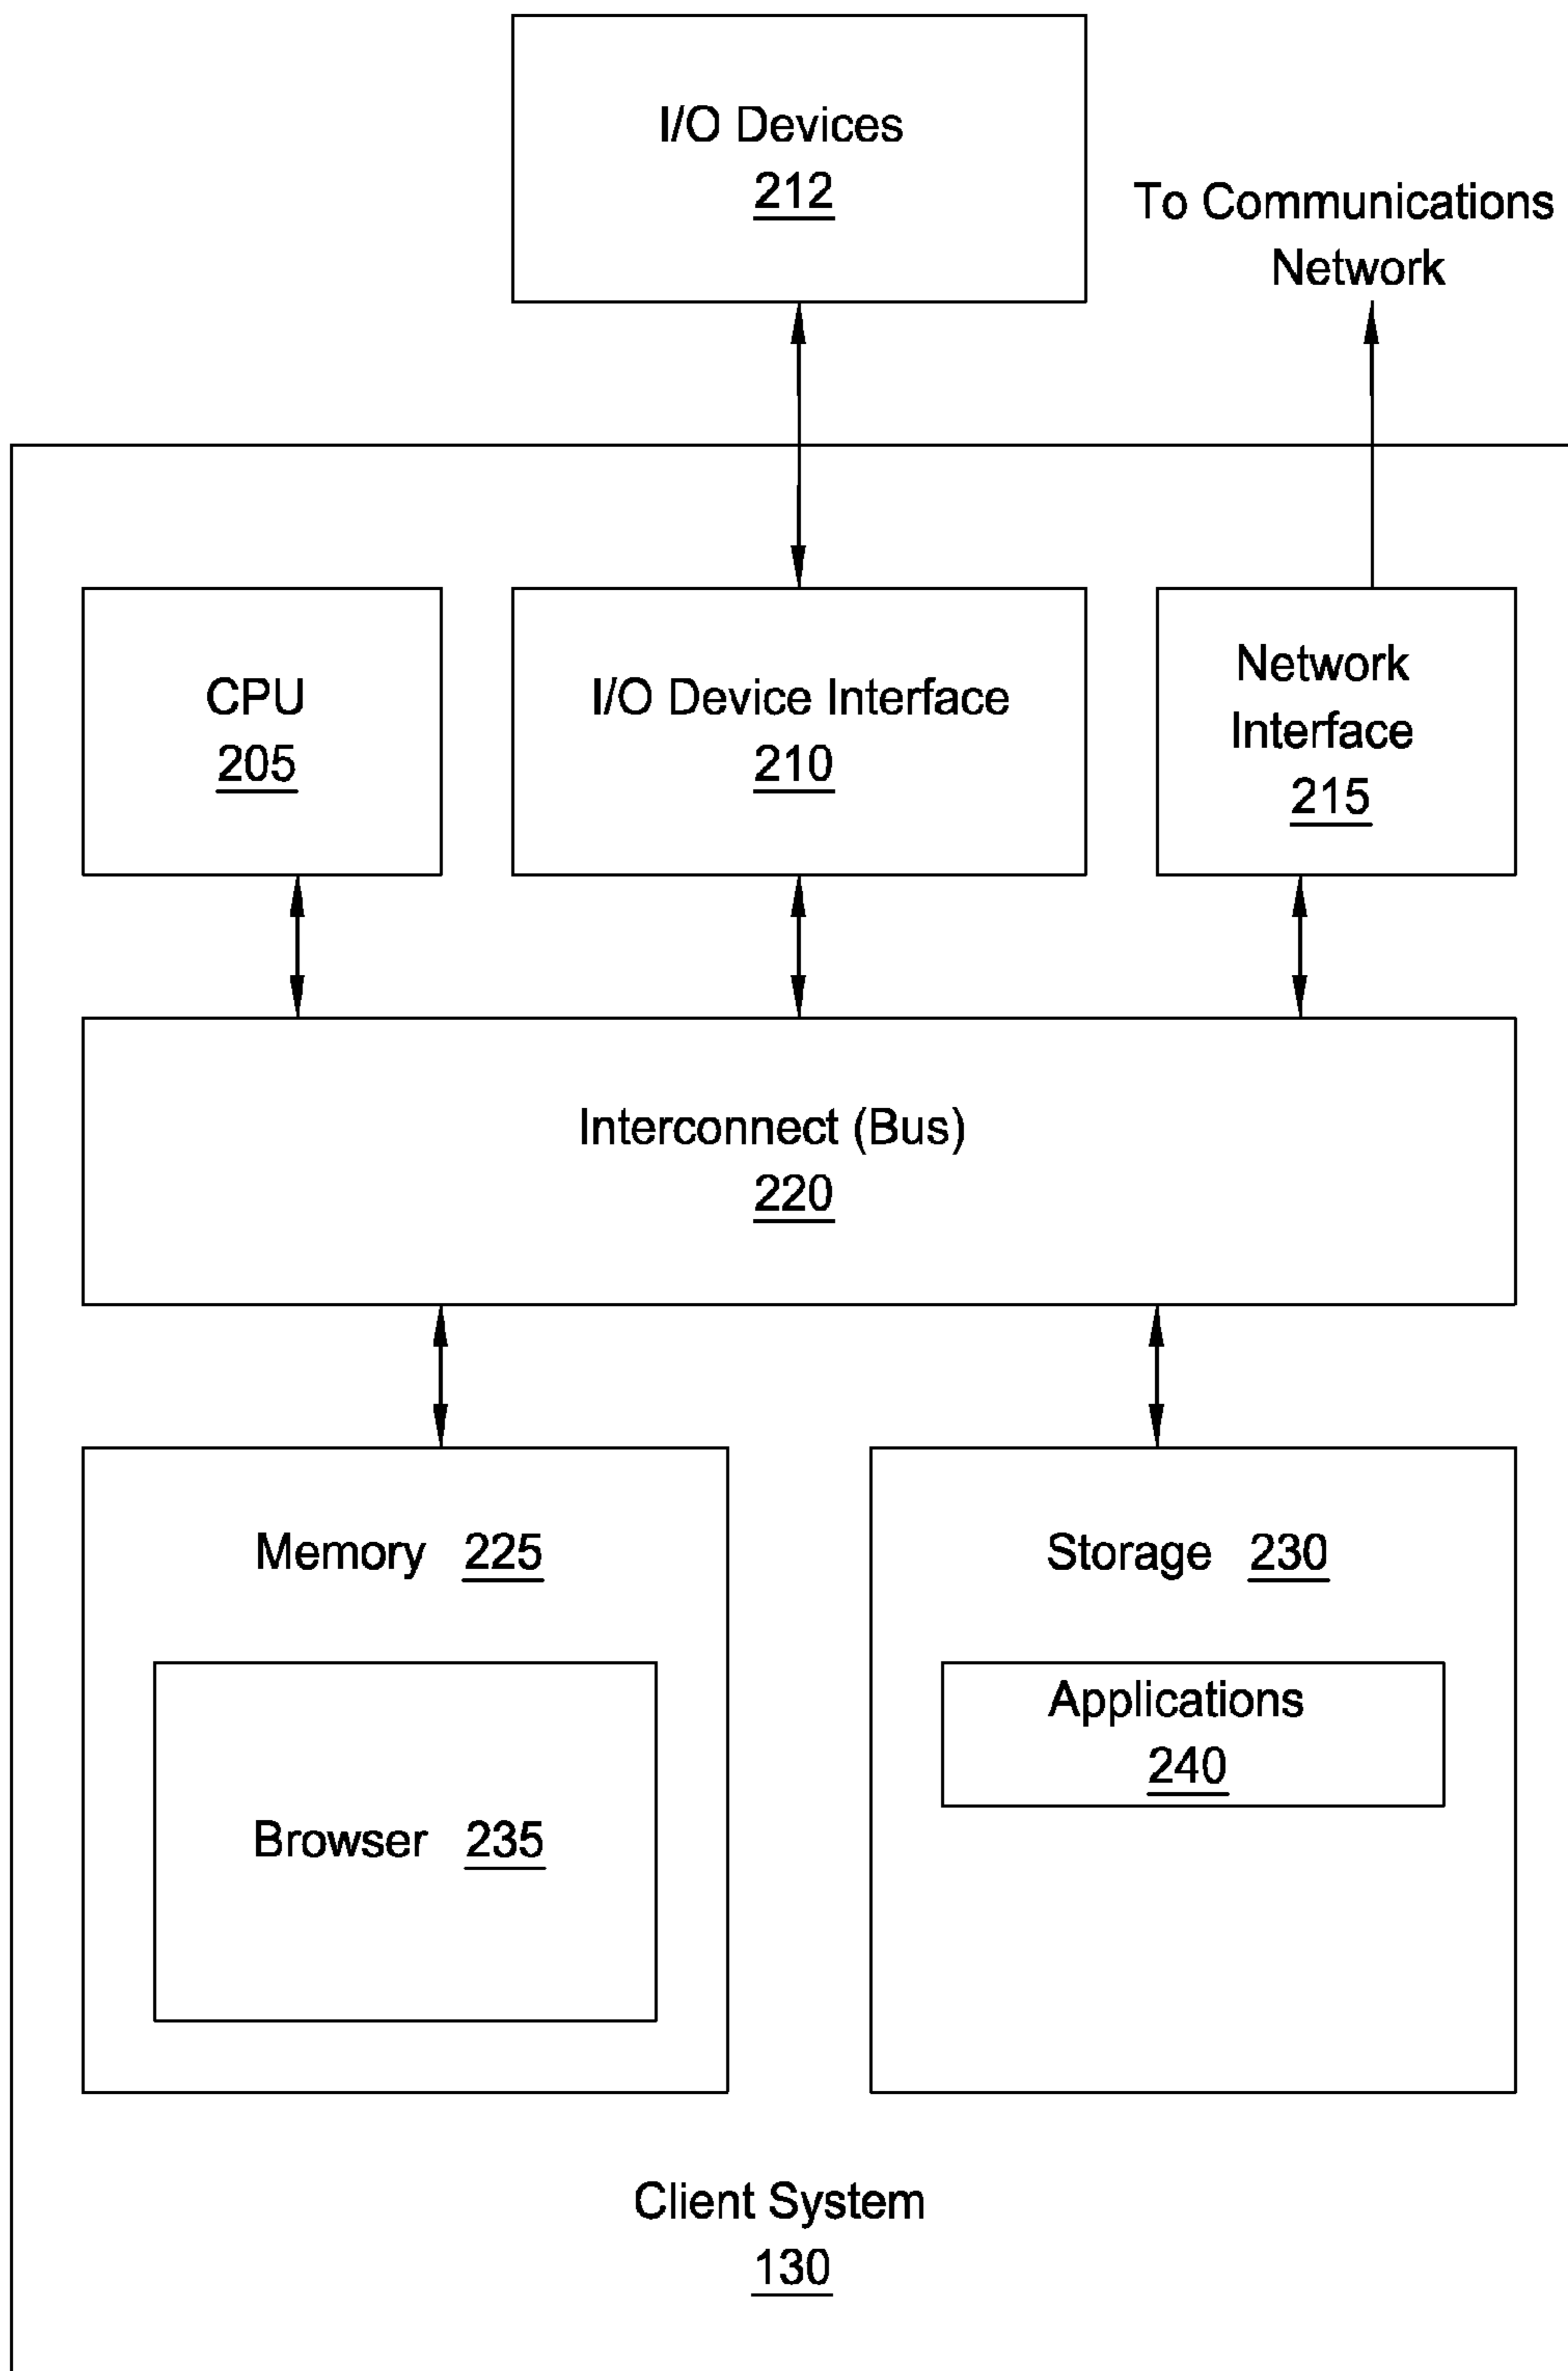 I/O Devices
212
To Communications
Network
CPU
205
I/O Device Interface
210
Network
Interface
215
Interconnect (Bus)
220
Memory 225
Storage 230
Applications
240
Browser 235
Client System
130